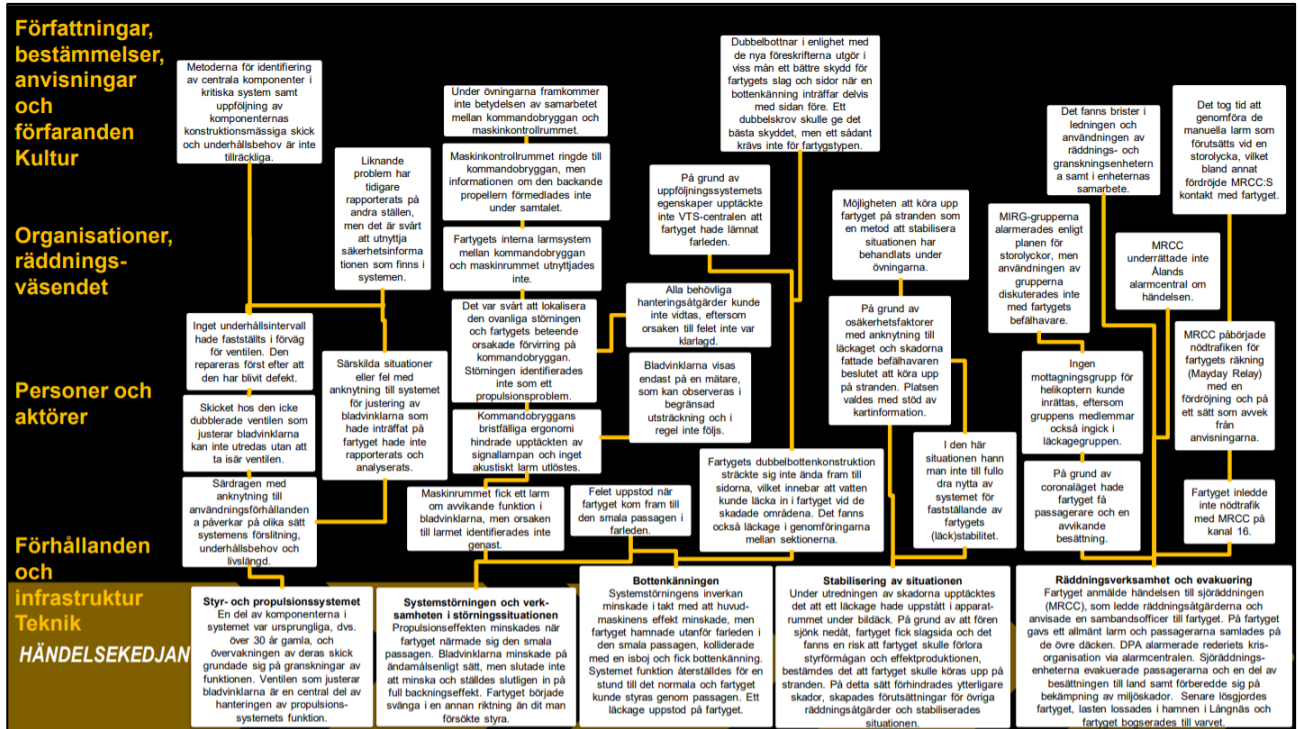 Författningar,
bestämmelser,
anvisningar
och
förfaranden
Kultur
Organisationer,
räddnings-
väsendet
Personer och
aktörer
Förhållanden
och
infrastruktur
Teknik
HÄNDELSEKEDJAN
Metoderna för identifiering
av centrala komponenter i
kritiska system samt
uppföljning av
komponenternas
konstruktionsmässiga skick
och underhållsbehov är inte
tillräckliga.
Liknande
problem har
tidigare
rapporterats på
andra ställen,
men det är svårt
att utnyttja
säkerhetsinforma
tionen som finns i
systemen.
Inget underhållsintervall
hade fastställts i förväg
för ventilen. Den
repareras först efter att
den har blivit defekt.
Skicket hos den icke
dubblerade ventilen som
justerar bladvinklarna
kan inte utredas utan att
ta isär ventilen.
Särdragen med
anknytning till
användningsförhållanden
a påverkar på olika sätt
systemens förslitning,
underhållsbehov och
livslängd.
Särskilda situationer
eller fel med
anknytning till systemet
för justering av
bladvinklarna som
hade inträffat på
fartyget hade inte
rapporterats och
analyserats.
Under övningarna framkommer
inte betydelsen av samarbetet
mellan kommandobryggan och
maskinkontrollrummet.
Maskinkontrollrummet ringde till
kommandobryggan, men
informationen om den backande
propellern förmedlades inte
under samtalet.
Fartygets interna larmsystem
mellan kommandobryggan
och maskinrummet utnyttjades
inte.
Det var svårt att lokalisera
den ovanliga störningen
och fartygets beteende
orsakade förvirring på
kommandobryggan.
Störningen identifierades
inte som ett
propulsionsproblem.
Kommandobryggans
bristfälliga ergonomi
hindrade upptäckten av
signallampan och inget
akustiskt larm utlöstes.
Maskinrummet fick ett larm
om avvikande funktion i
bladvinklarna, men orsaken
till larmet identifierades inte
genast.
Alla behövliga
hanteringsåtgärder kunde
inte vidtas, eftersom
orsaken till felet inte var
klarlagd.
Bladvinklarna visas
endast på en mätare,
som kan observeras i
begränsad
utsträckning och i
regel inte följs.
Felet uppstod när
fartyget kom fram till
den smala passagen i
farleden.
Dubbelbottnar i enlighet med
de nya föreskrifterna utgör i
viss mån ett bättre skydd för
fartygets slag och sidor när en
bottenkänning inträffar delvis
med sidan före. Ett
dubbelskrov skulle ge det
bästa skyddet, men ett sådant
krävs inte för fartygstypen.
På grund av
uppföljningssystemets
egenskaper upptäckte
inte VTS-centralen att
fartyget hade lämnat
farleden.
Fartygets dubbelbottenkonstruktion
sträckte sig inte ända fram till
sidorna, vilket innebar att vatten
kunde läcka in i fartyget vid de
skadade områdena. Det fanns
också läckage i genomföringarna
mellan sektionerna.
Möjligheten att köra upp
fartyget på stranden som
en metod att stabilisera
situationen har
behandlats under
övningarna.
På grund av
osäkerhetsfaktorer
med anknytning till
läckaget och skadorna
fattade befälhavaren
beslutet att köra upp
på stranden. Platsen
valdes med stöd av
kartinformation.
I den här
situationen hann
man inte till fullo
dra nytta av
systemet för
fastställande av
fartygets
(läck)stabilitet.
Det fanns brister i
ledningen och
användningen av
räddnings- och
granskningsenhetern
a samt i enheternas
samarbete.
MIRG-grupperna
alarmerades enligt
planen för
storolyckor, men
användningen av
grupperna
diskuterades inte
med fartygets
befälhavare.
Ingen
mottagningsgrupp för
helikoptern kunde
inrättas, eftersom
gruppens medlemmar
också ingick i
läckagegruppen.
På grund av
coronaläget hade
fartyget få
passagerare och en
avvikande
besättning.
MRCC
underrättade inte
Ålands
alarmcentral om
händelsen.
Det tog tid att
genomföra de
manuella larm som
förutsätts vid en
storolycka, vilket
bland annat
fördröjde MRCC:S
kontakt med fartyget.
MRCC påbörjade
nödtrafiken för
fartygets räkning
(Mayday Relay) med
en fördröjning och på
ett sätt som avvek
från
anvisningarna.
Fartyget inledde
inte nödtrafik
med MRCC på
kanal 16.
Styr- och propulsionssystemet
En del av komponenterna i
systemet var ursprungliga, dvs.
över 30 år gamla, och
övervakningen av deras skick
grundade sig på granskningar av
funktionen. Ventilen som justerar
bladvinklarna är en central del av
hanteringen av propulsions-
systemets funktion.
Systemstörningen och verk-
samheten i störningssituationen
Propulsionseffekten minskades när
fartyget närmade sig den smala
passagen. Bladvinklarna minskade på
ändamålsenligt sätt, men slutade inte
att minska och ställdes slutligen in på
full backningseffekt. Fartyget började
svänga i en annan riktning än dit man
försökte styra.
Bottenkänningen
Systemstörningens inverkan
minskade i takt med att huvud-
maskinens effekt minskade, men
fartyget hamnade utanför farleden i
den smala passagen, kolliderade
med en isboj och fick bottenkänning.
Systemet funktion återställdes för en
stund till det normala och fartyget
kunde styras genom passagen. Ett
läckage uppstod på fartyget.
Stabilisering av situationen
Under utredningen av skadorna upptäcktes
det att ett läckage hade uppstått i apparat-
rummet under bildäck. På grund av att fören
sjönk nedåt, fartyget fick slagsida och det
fanns en risk att fartyget skulle förlora
styrförmågan och effektproduktionen,
bestämdes det att fartyget skulle köras upp på
stranden. På detta sätt förhindrades ytterligare
skador, skapades förutsättningar för övriga
räddningsåtgärder och stabiliserades
situationen.
Räddningsverksamhet och evakuering
Fartyget anmälde händelsen till sjöräddningen
(MRCC), som ledde räddningsåtgärderna och
anvisade en sambandsofficer till fartyget. På fartyget
gavs ett allmänt larm och passagerarna samlades på
de övre däcken. DPA alarmerade rederiets kris-
organisation via alarmcentralen. Sjöräddnings-
enheterna evakuerade passagerarna och en del av
besättningen till land samt förberedde sig på
bekämpning av miljöskador. Senare lösgjordes
fartyget, lasten lossades i hamnen i Långnäs och
fartyget bogserades till varvet.